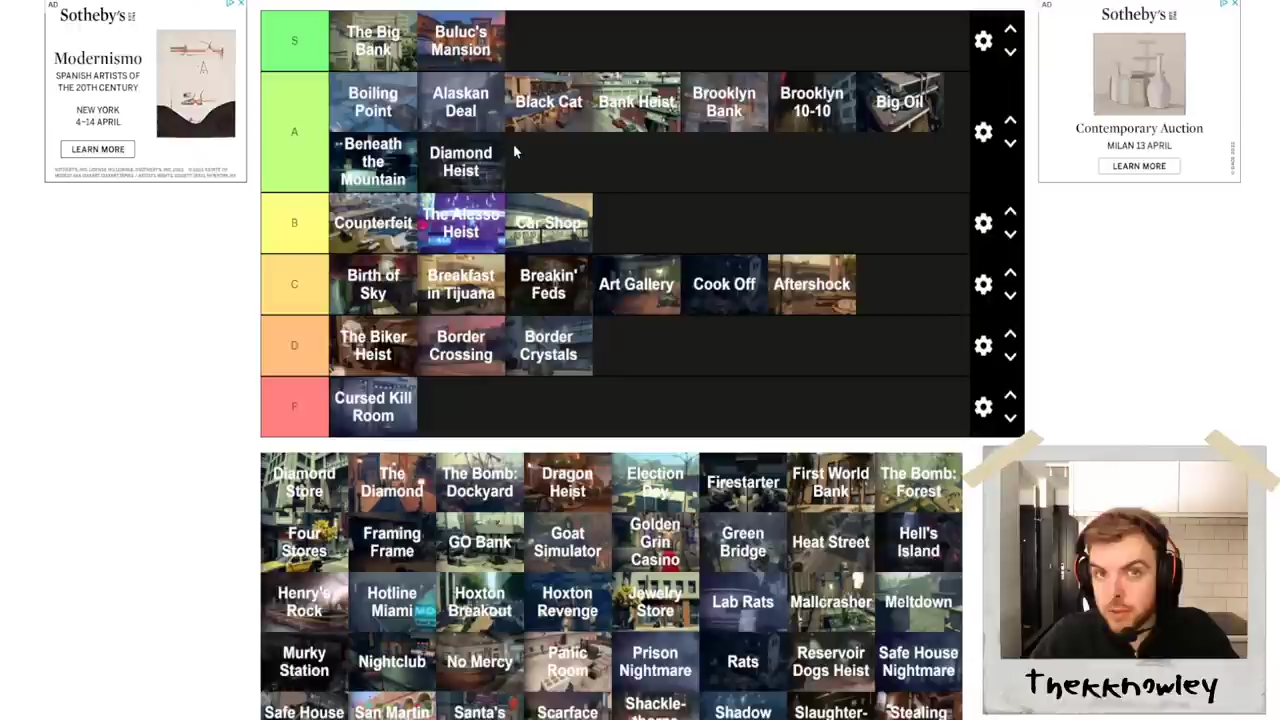 AD
Sotheby's
Modernismo
SPANISH ARTISTS OF
THE 20TH CENTURY
NEW YORK
4–14 APRIL
LEARN MORE
S
The Big
Bank
Buluc's
Mansion
A
Boiling
Point
Alaskan
Deal
Black Cat
Bank Heist
Brooklyn
Bank
Brooklyn
10-10
Big Oil
Beneath
the
Mountain
Diamond
Heist
B
Counterfeit
The Alesso
Heist
Car Shop
C
Birth of
Sky
Breakfast
in Tijuana
Breakin'
Feds
Art Gallery
Cook Off
Aftershock
D
The Biker
Heist
Border
Crossing
Border
Crystals
F
Cursed Kill
Room
Diamond
Store
The
Diamond
The Bomb:
Dockyard
Dragon
Heist
Election
Day
Firestarter
First World
Bank
The Bomb:
Forest
Four
Stores
Framing
Frame
GO Bank
Goat
Simulator
Golden
Grin
Casino
Green
Bridge
Heat Street
Hell's
Island
Henry's
Rock
Hotline
Miami
Hoxton
Breakout
Hoxton
Revenge
Jewelry
Store
Lab Rats
Mallcrasher
Meltdown
Murky
Station
Nightclub
No Mercy
Panic
Room
Prison
Nightmare
Rats
Reservoir
Dogs Heist
Safe House
Nightmare
Safe House
San Martin
Santa's
Scarface
Shackle-
Shadow
Slaughter-
Stealing
AD
Sotheby's
Contemporary Auction
MILAN 13 APRIL
LEARN MORE
Thekknowley